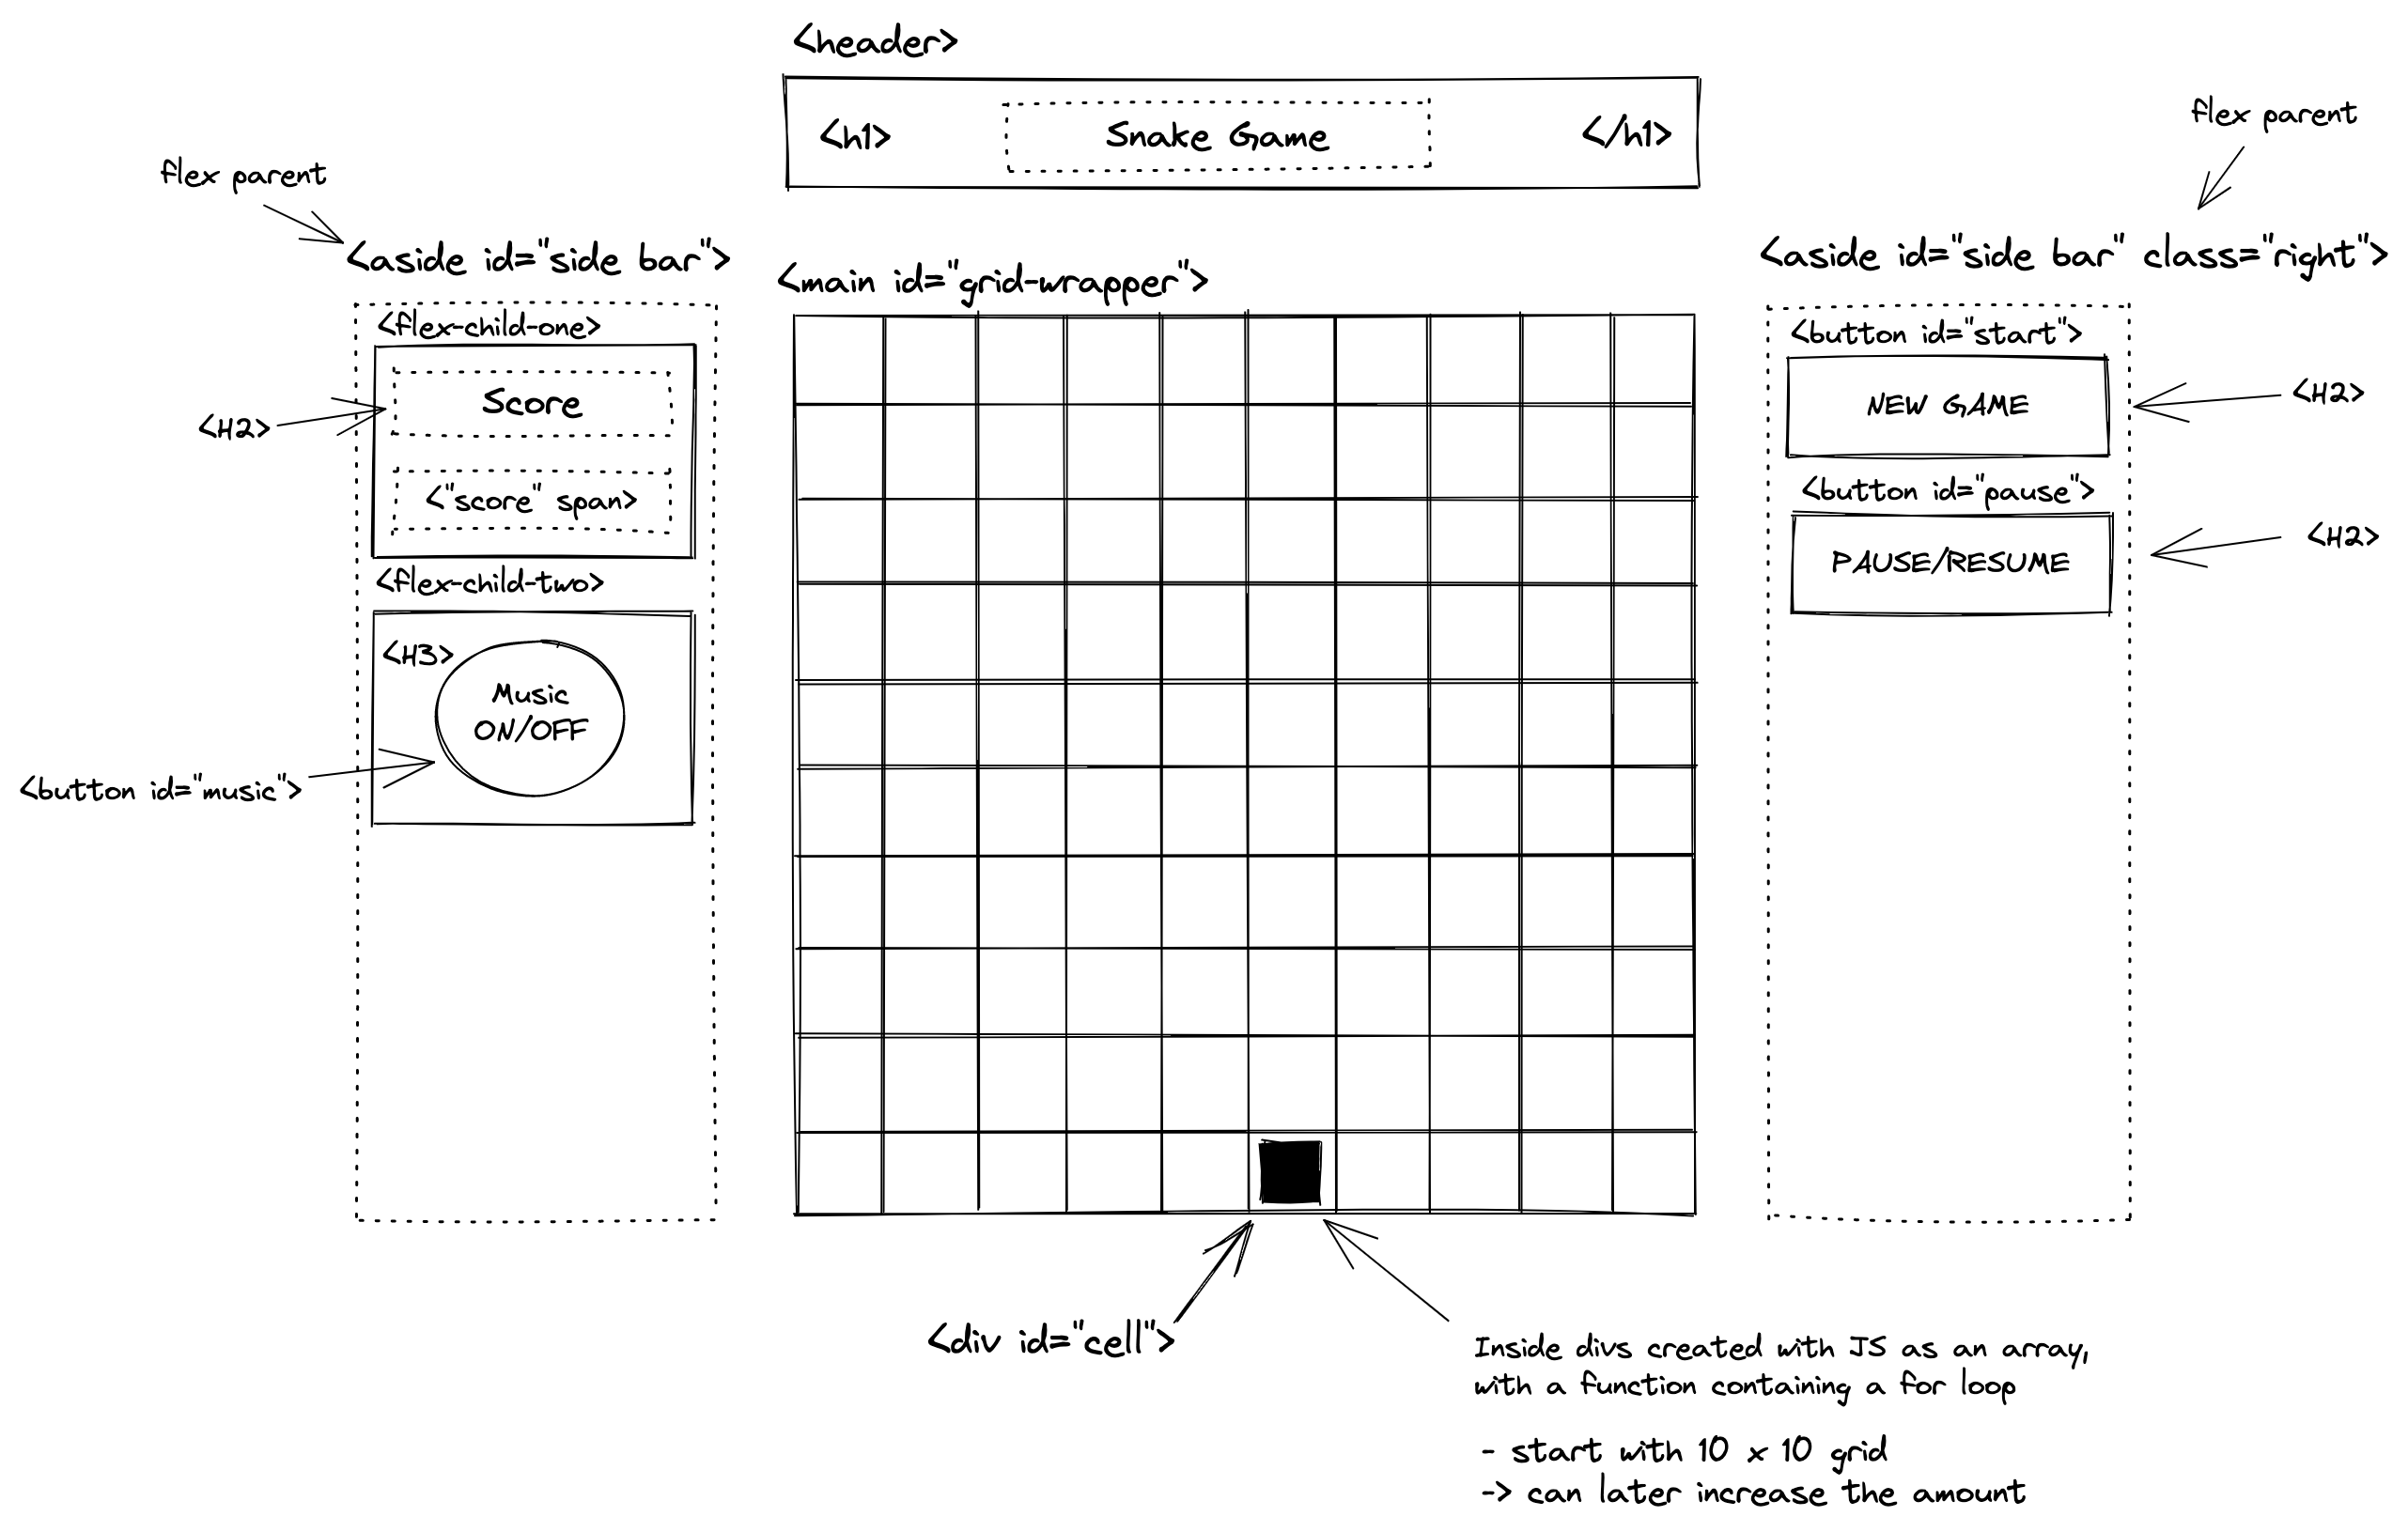 <header>
<h1>
Snake Game
</h1>
flex parent
<aside id="side bar">
<flex-child-one>
<H2>
Score
<"score" span>
<flex-child-two>
<H3>
Music
ON/OFF
<button id="music">
<main id="grid-wrapper">
<div id="cell">
Inside divs created with JS as an array,
with a function containing a for loop
- start with 10 x 10 grid
-> can later increase the amount
flex parent
<aside id="side bar" class="right">
<button id="start">
NEW GAME
<H2>
<button id="pause">
PAUSE/RESUME
<H2>